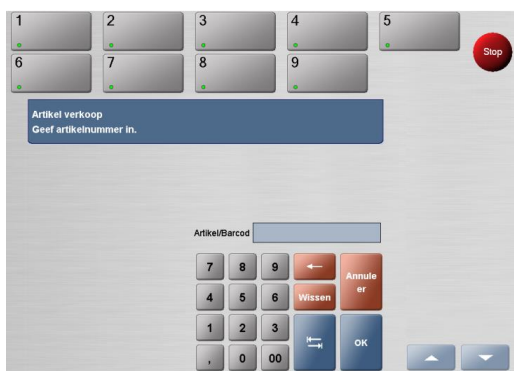 1 2 3 4 5
Stop
6 7 8 9
Artikel verkoop
Geef artikelnummer in.
Artikel/Barcod
7 8 9
Annule
er
4 5 6 Wissen
1 2 3
OK
, 0 00